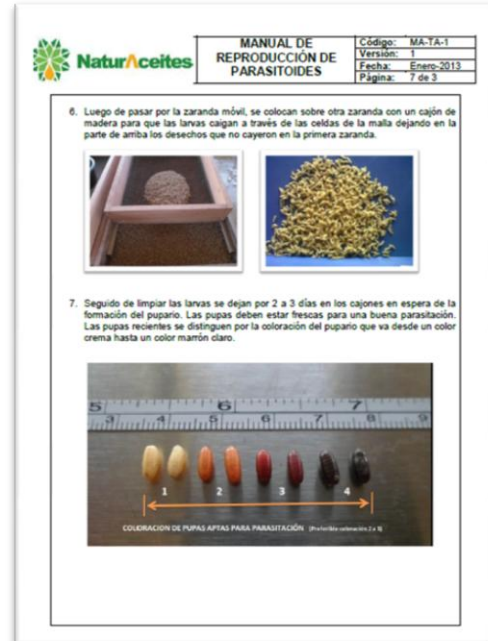 NaturAceites
MANUAL DE
REPRODUCCIÓN DE
PARASITOIDES
Código: MA-TA-1
Versión: 1
Fecha: Enero-2013
Página: 7 de 3
6. Luego de pasar por la zaranda móvil, se colocan sobre otra zaranda con un cajón de
madera para que las larvas caigan a través de las celdas de la malla dejando en la
parte de arriba los desechos que no cayeron en la primera zaranda.
7. Seguido de limpiar las larvas se dejan por 2 a 3 días en los cajones en espera de la
formación del pupario. Las pupas deben estar frescas para una buena parasitación.
Las pupas recientes se distinguen por la coloración del pupario que va desde un color
crema hasta un color marrón claro.
5 6 7
3 4 5 6 7 8 9
1 2 3 4
COLORACION DE PUPAS APTAS PARA PARASITACIÓN